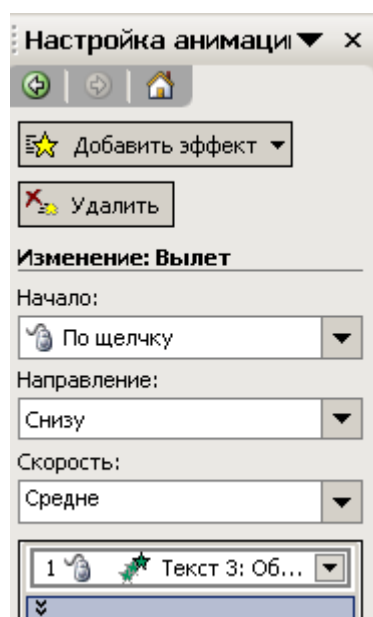 Настройка анимаци
Добавить эффект
Удалить
Изменение: Вылет
Начало:
По щелчку
Направление:
Снизу
Скорость:
Средне
1 Текст 3: Об...